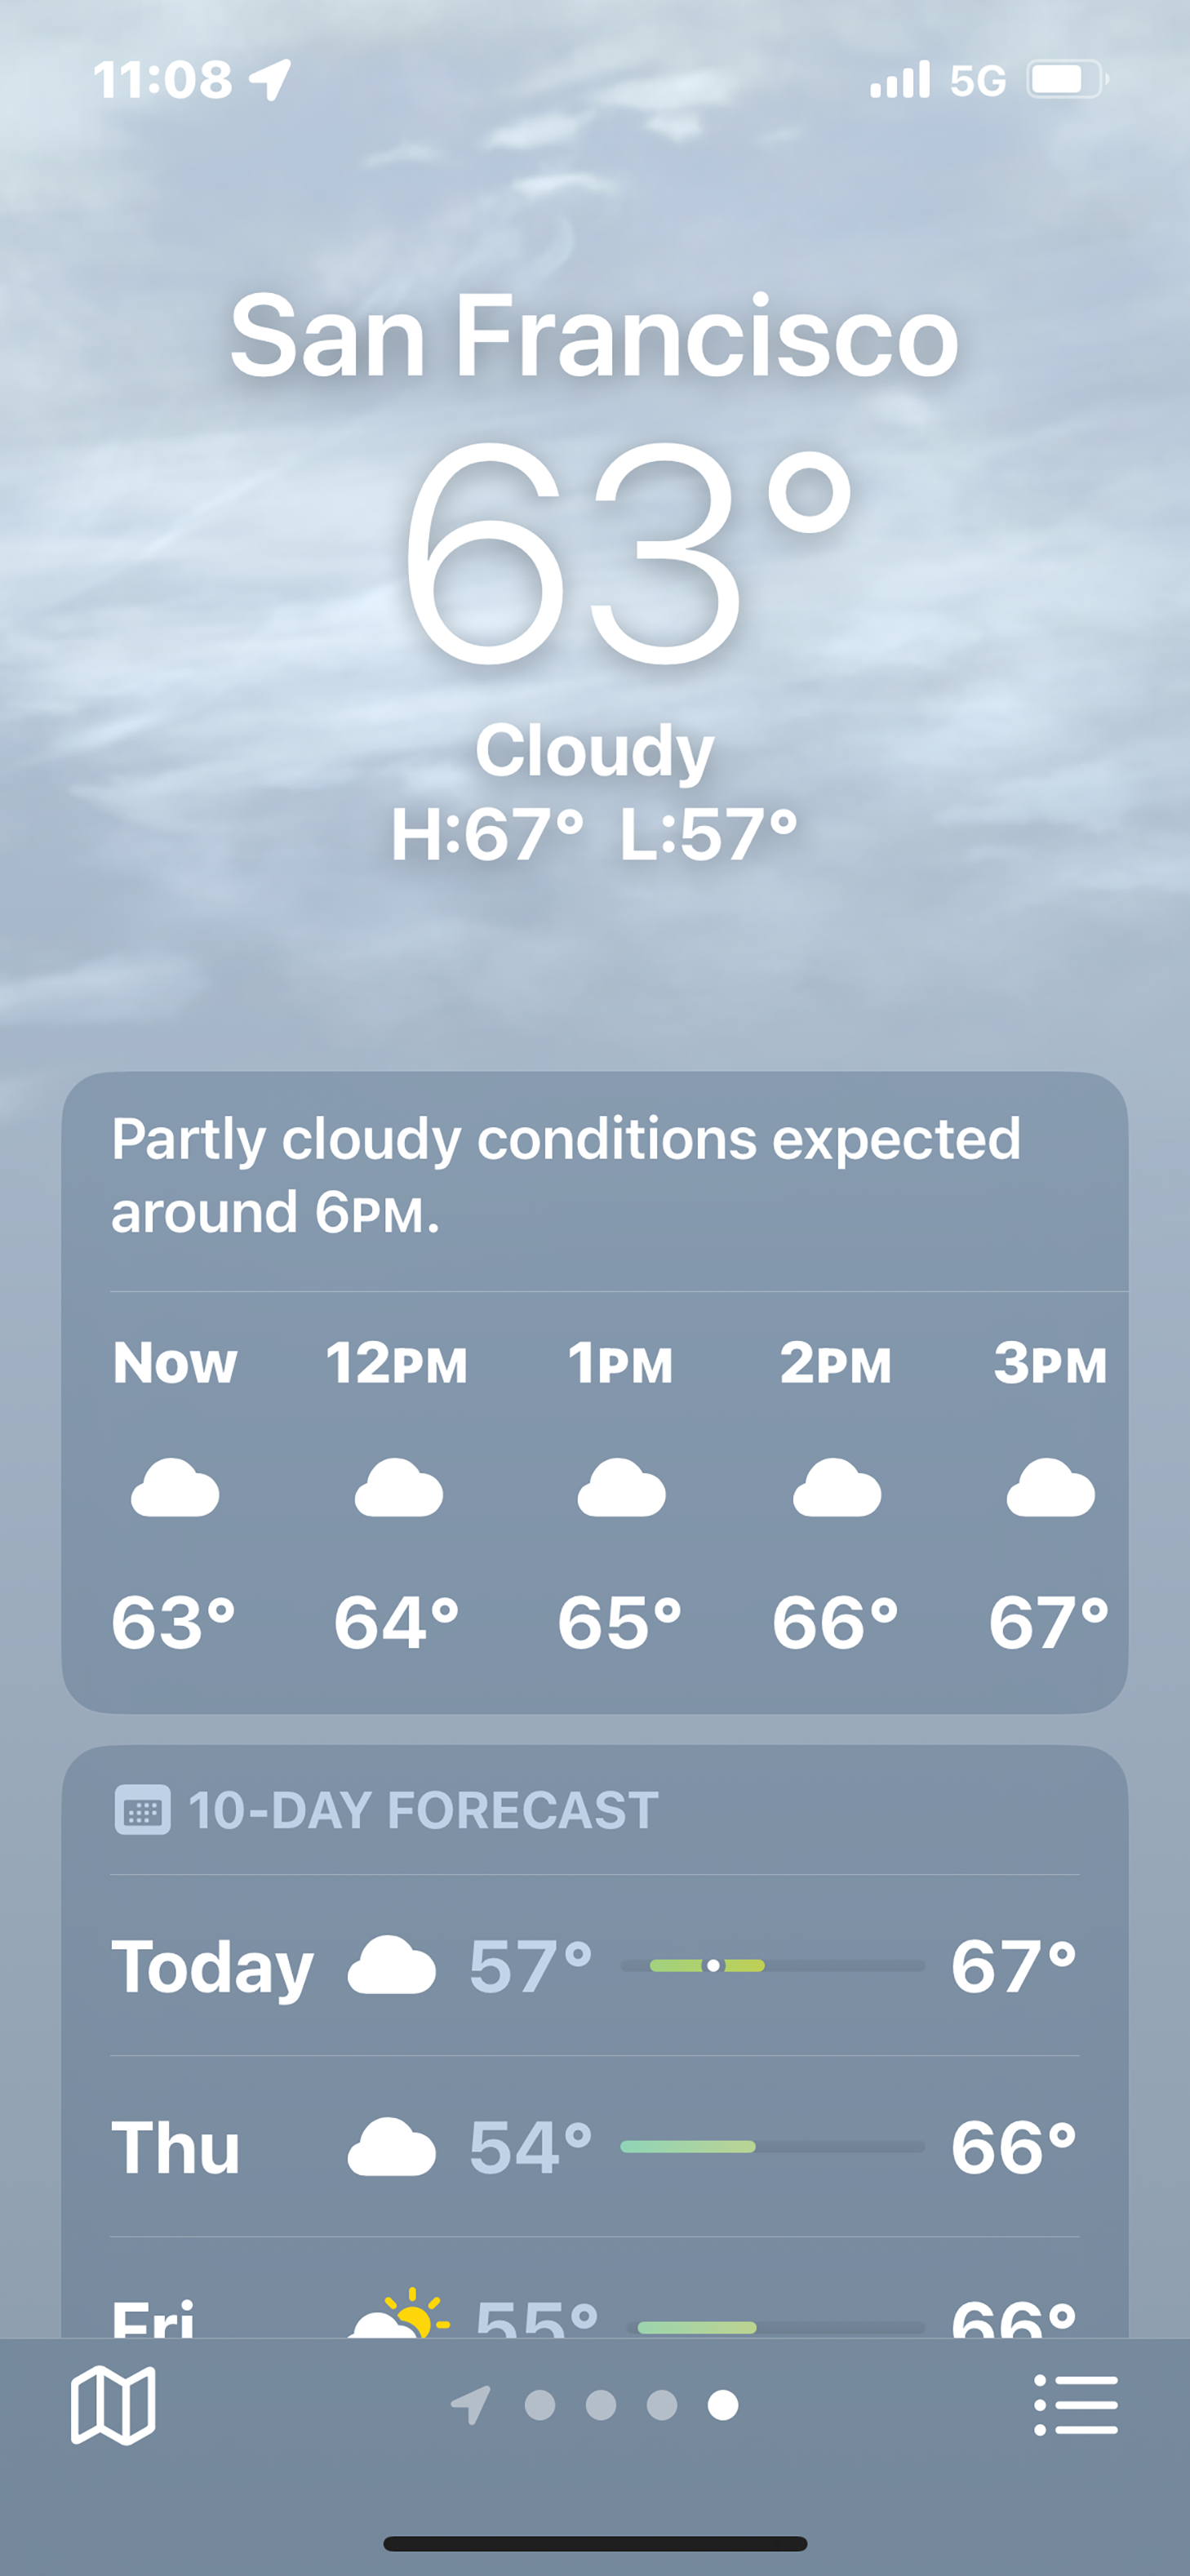 11:08 5G
San Francisco
63°
Cloudy
H:67° L:57°
Partly cloudy conditions expected
around 6PM.
Now 12PM 1PM 2PM 3PM
63° 64° 65° 66° 67°
10-DAY FORECAST
Today 57° 67°
Thu 54° 66°
Fri 55° 66°